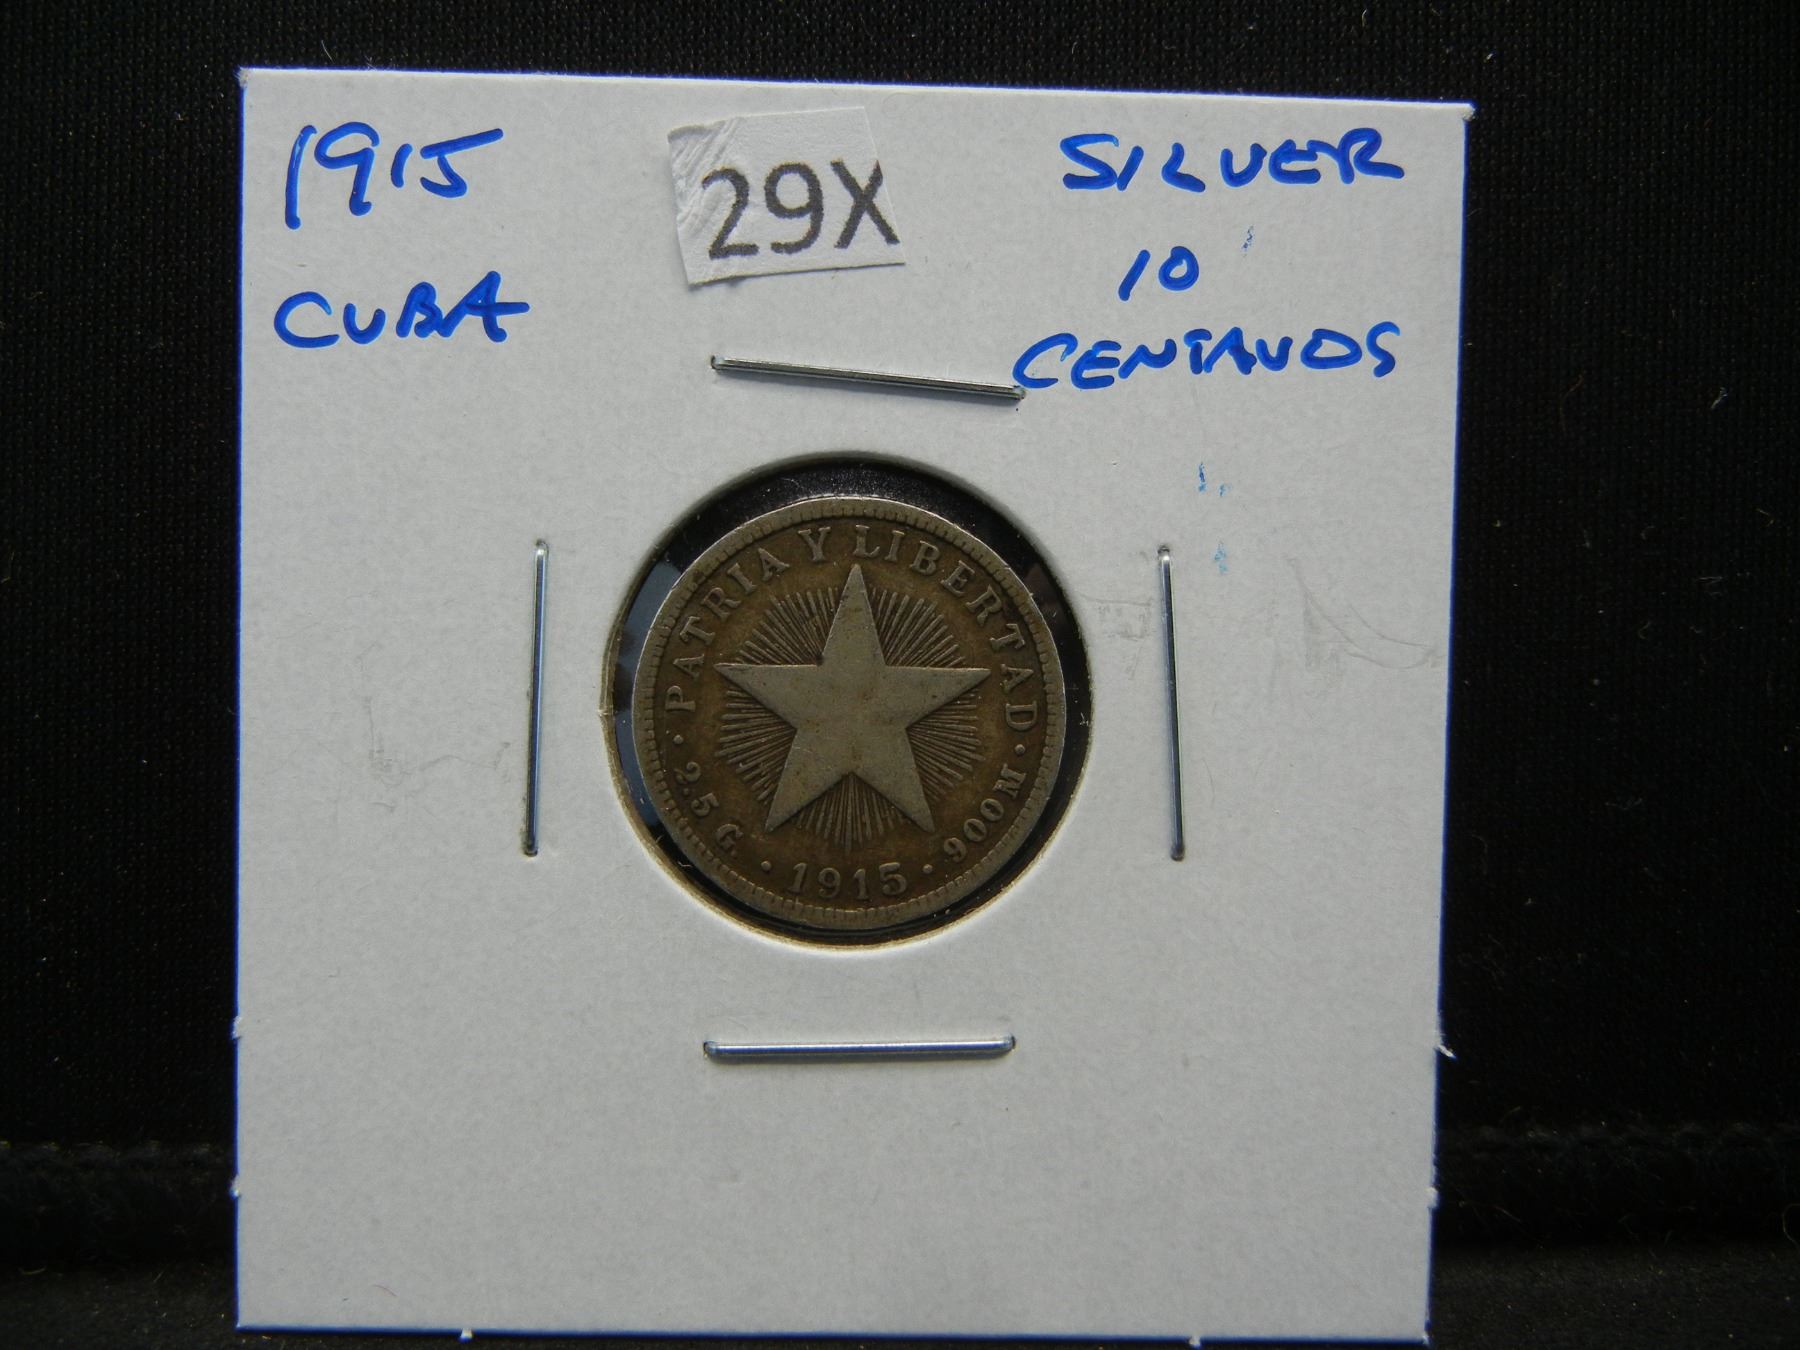 1915
CUBA
29X
SILVER
10
CENTAVOS
PATRIA Y LIBERTAD
· 2.5 G. · 1915 · 900M ·